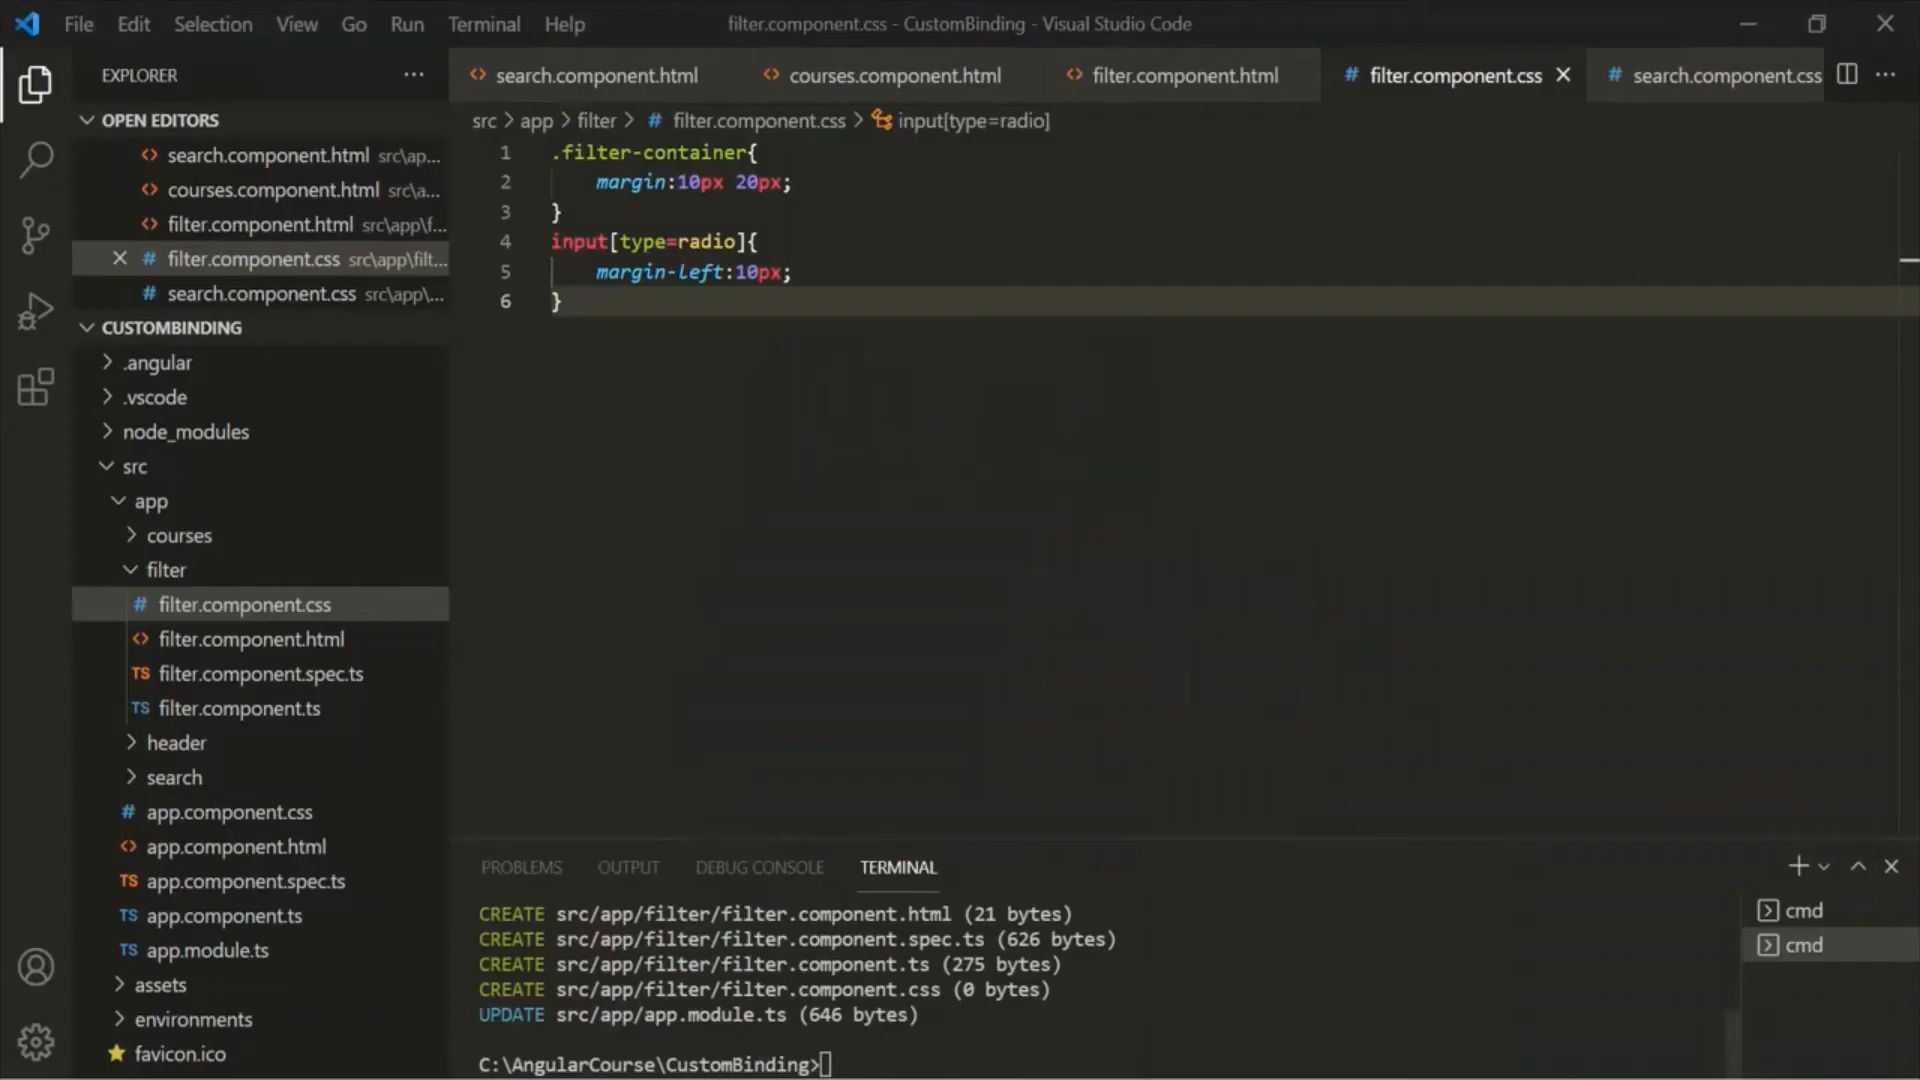 File Edit Selection View Go Run Terminal Help
filter.component.css - CustomBinding - Visual Studio Code
EXPLORER
search.component.html
courses.component.html
filter.component.html
# filter.component.css
# search.component.css
src > app > filter > # filter.component.css > input[type=radio]
OPEN EDITORS
search.component.html src\ap...
courses.component.html src\a...
filter.component.html src\app\f...
# filter.component.css src\app\filt...
# search.component.css src\app\...
CUSTOMBINDING
.angular
.vscode
node_modules
src
app
courses
filter
# filter.component.css
filter.component.html
TS filter.component.spec.ts
TS filter.component.ts
header
search
# app.component.css
app.component.html
TS app.component.spec.ts
TS app.component.ts
TS app.module.ts
assets
environments
favicon.ico
1 .filter-container{
2 margin:10px 20px;
3 }
4 input[type=radio]{
5 margin-left:10px;
6 }
PROBLEMS OUTPUT DEBUG CONSOLE TERMINAL
CREATE src/app/filter/filter.component.html (21 bytes)
CREATE src/app/filter/filter.component.spec.ts (626 bytes)
CREATE src/app/filter/filter.component.ts (275 bytes)
CREATE src/app/filter/filter.component.css (0 bytes)
UPDATE src/app/app.module.ts (646 bytes)
C:\AngularCourse\CustomBinding>
cmd
cmd